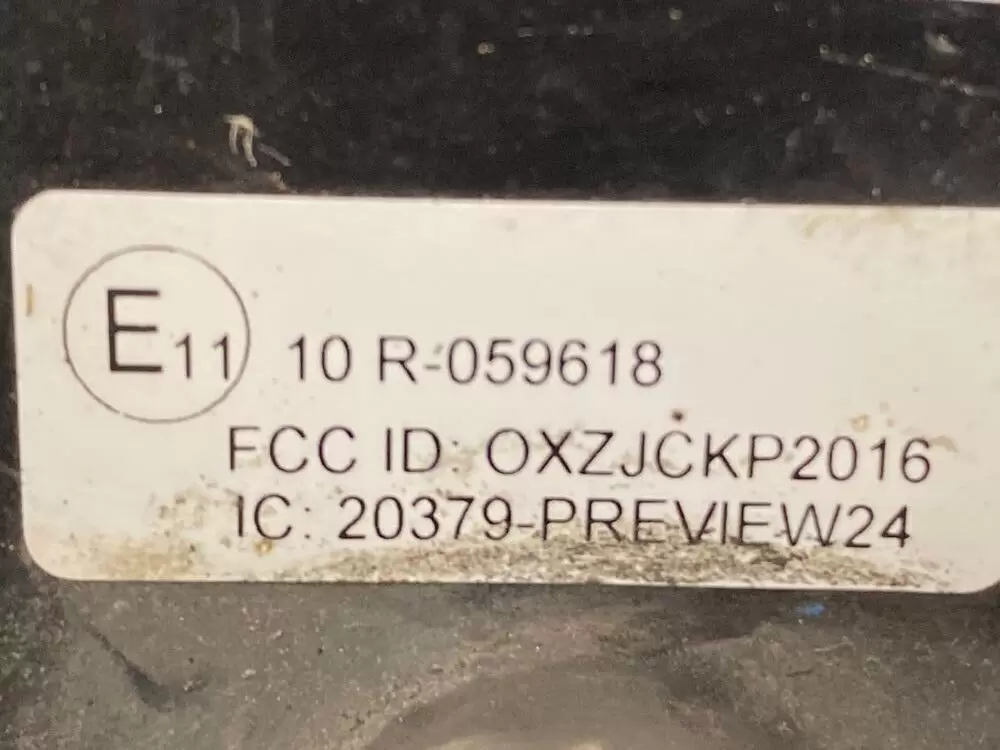 E11 10 R-059618
FCC ID: OXZJCKP2016
IC: 20379-PREVIEW24